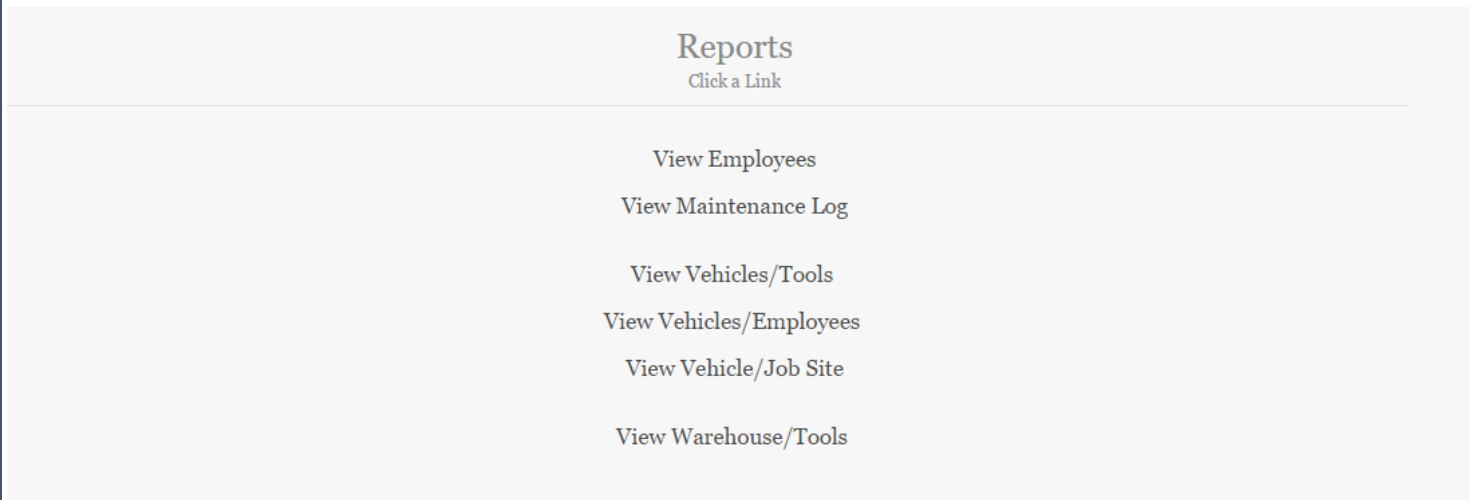 Reports
Click a Link
View Employees
View Maintenance Log
View Vehicles/Tools
View Vehicles/Employees
View Vehicle/Job Site
View Warehouse/Tools